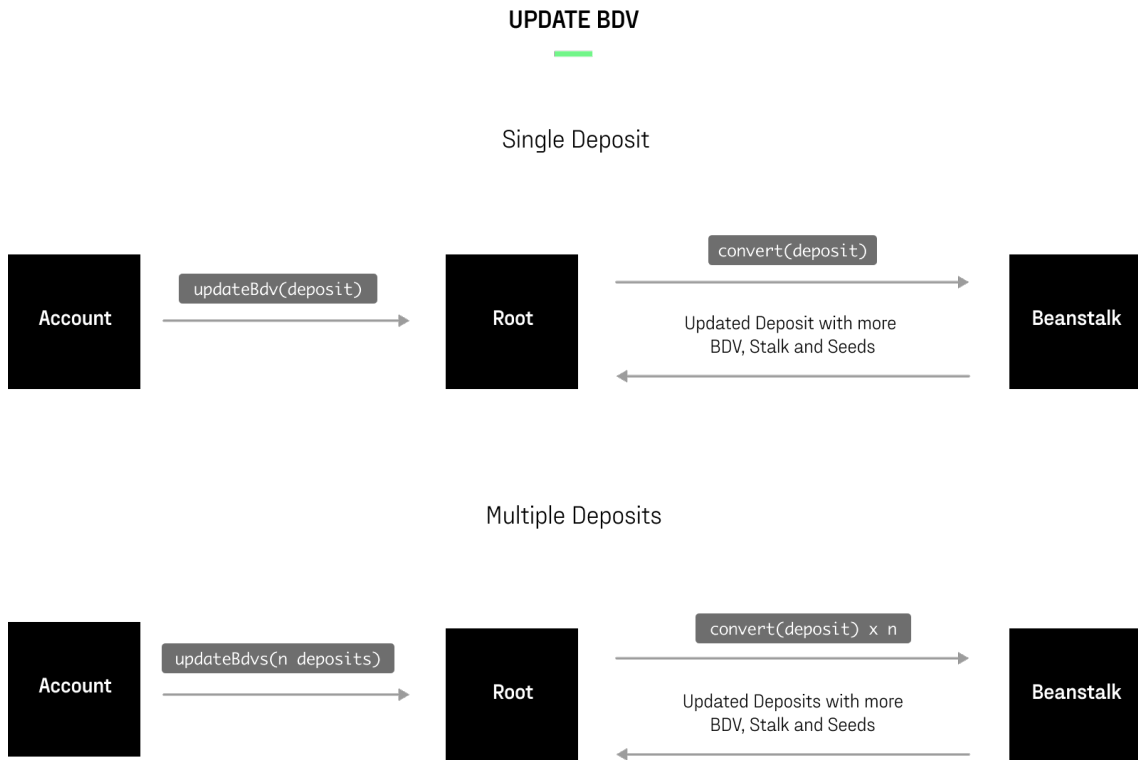 UPDATE BDV
Single Deposit
convert(deposit)
updateBdv(deposit)
Account
Root
Updated Deposit with more
BDV, Stalk and Seeds
Beanstalk
Multiple Deposits
convert(deposit) x n
updateBdvs(n deposits)
Account
Root
Updated Deposits with more
BDV, Stalk and Seeds
Beanstalk